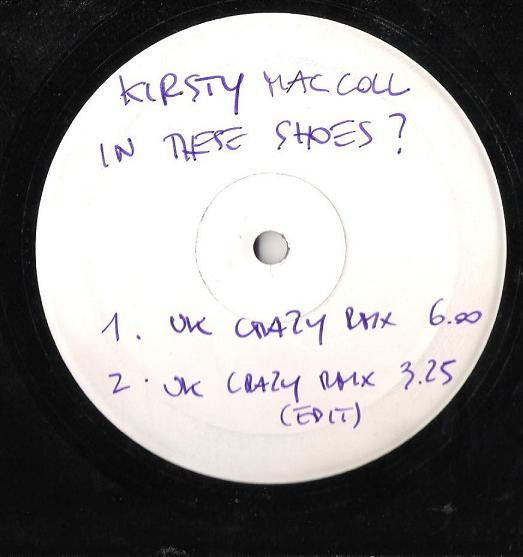 KIRSTY MACCOLL
IN THESE SHOES?
1. UK CRAZY RMX 6.00
2. UK CRAZY RMX 3.25
(EDIT)